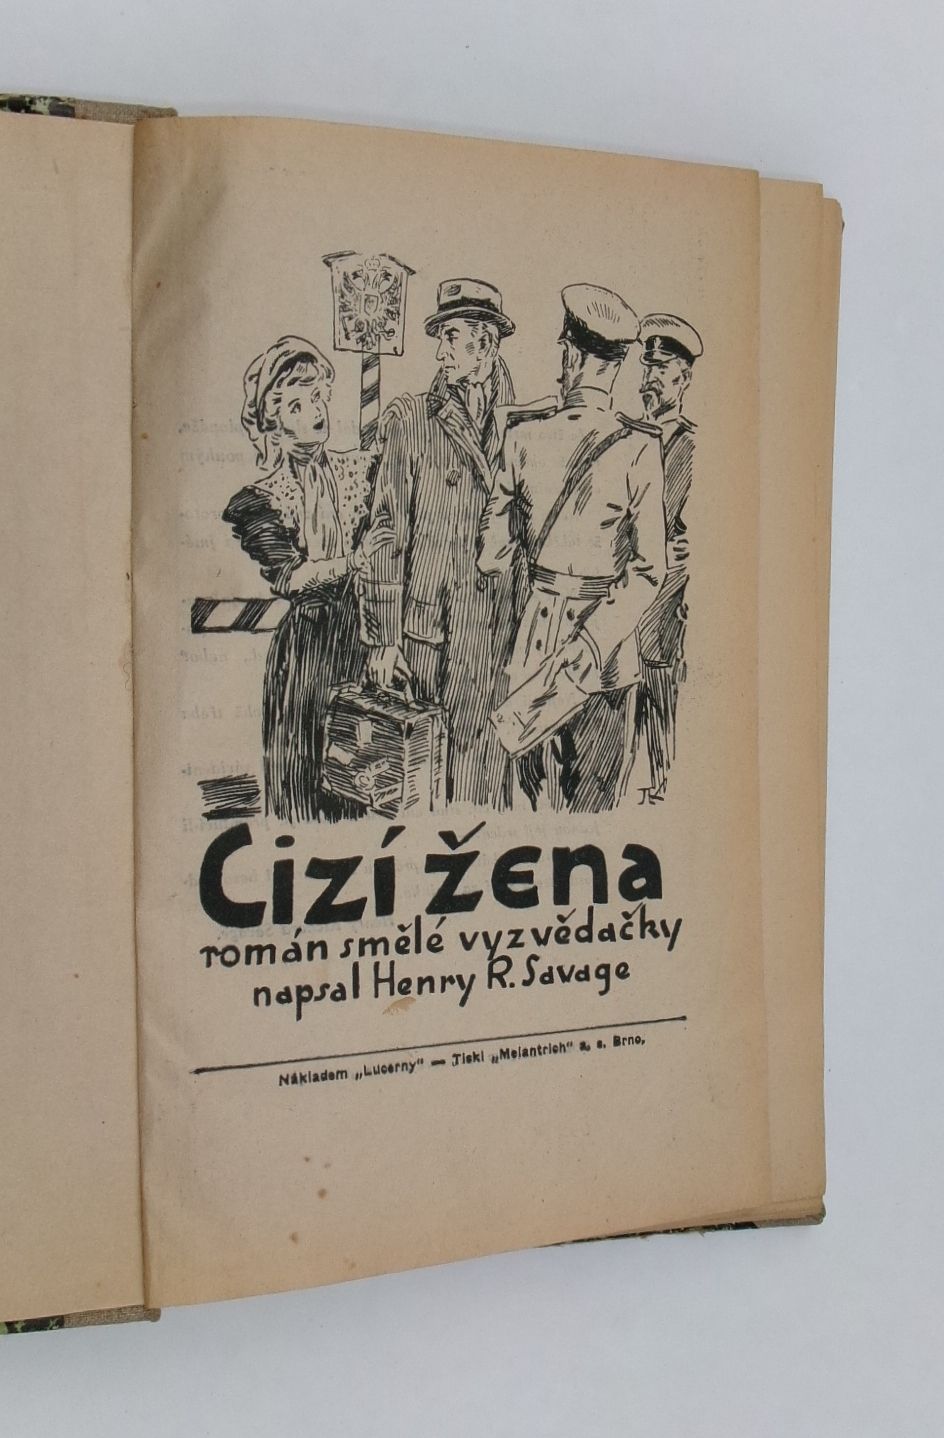 Cizí žena
román smělé vyzvědačky
napsal Henry R. Savage
Nákladem „Lucerny" — Tiskl „Melantrich" a. s. Brno.